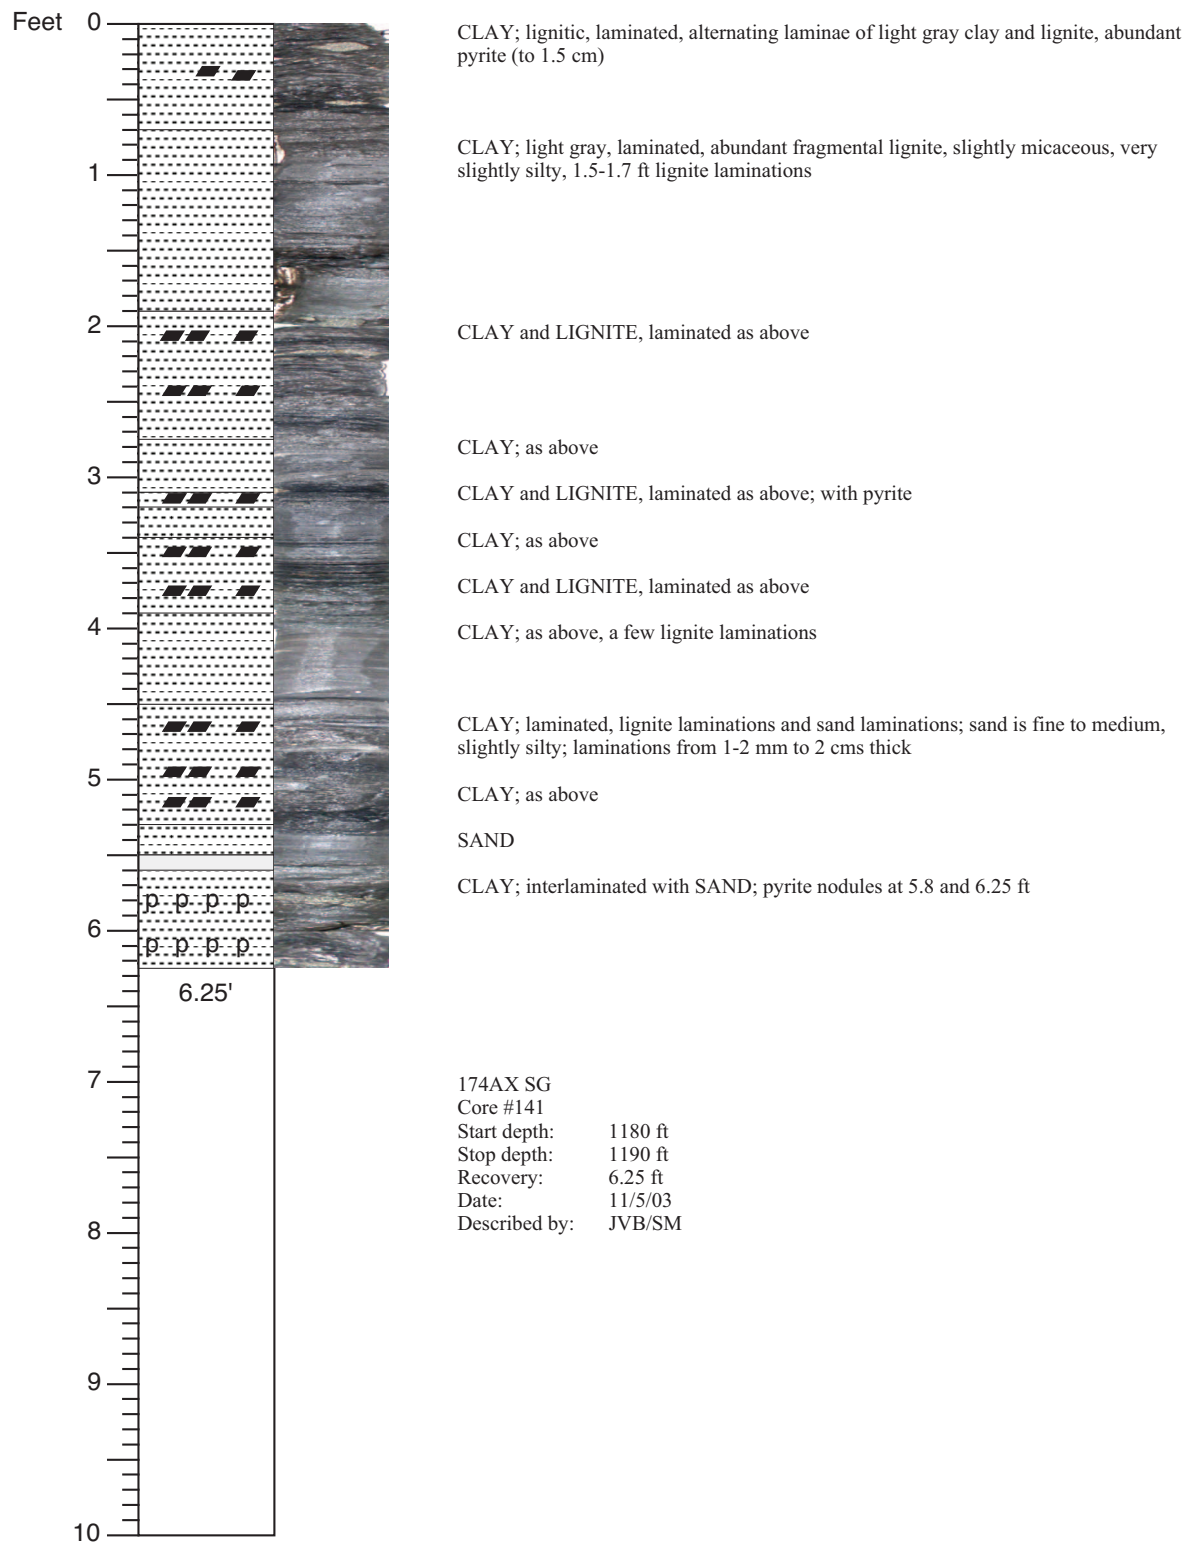 Feet 0
CLAY; lignitic, laminated, alternating laminae of light gray clay and lignite, abundant
pyrite (to 1.5 cm)
CLAY; light gray, laminated, abundant fragmental lignite, slightly micaceous, very
slightly silty, 1.5-1.7 ft lignite laminations
1
2
CLAY and LIGNITE, laminated as above
CLAY; as above
3
CLAY and LIGNITE, laminated as above; with pyrite
CLAY; as above
CLAY and LIGNITE, laminated as above
4
CLAY; as above, a few lignite laminations
CLAY; laminated, lignite laminations and sand laminations; sand is fine to medium,
slightly silty; laminations from 1-2 mm to 2 cms thick
5
CLAY; as above
SAND
CLAY; interlaminated with SAND; pyrite nodules at 5.8 and 6.25 ft
p p p p
6
p p p p
6.25'
7
174AX SG
Core #141
Start depth: 1180 ft
Stop depth: 1190 ft
Recovery: 6.25 ft
Date: 11/5/03
Described by: JVB/SM
8
9
10